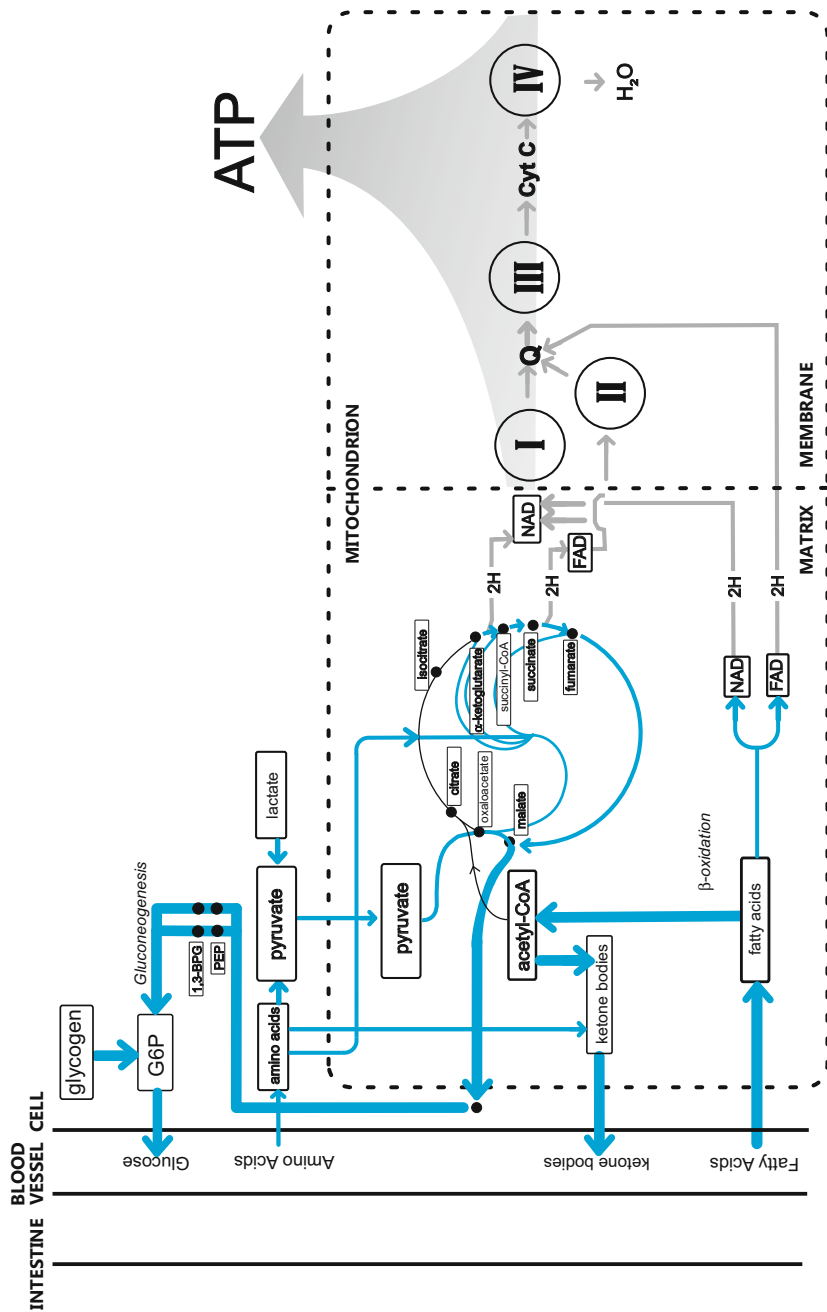 INTESTINE
BLOOD
VESSEL
CELL
glycogen
G6P
Glucose
Gluconeogenesis
1,3-BPG
PEP
lactate
pyruvate
amino acids
Amino Acids
MITOCHONDRION
pyruvate
acetyl-CoA
ketone bodies
ketone bodies
citrate
oxaloacetate
malate
isocitrate
α-ketoglutarate
succinyl-CoA
succinate
fumarate
2H
NAD
2H
FAD
β-oxidation
fatty acids
Fatty Acids
NAD
2H
FAD
2H
MATRIX
MEMBRANE
I
II
Q
III
Cyt C
IV
H₂O
ATP